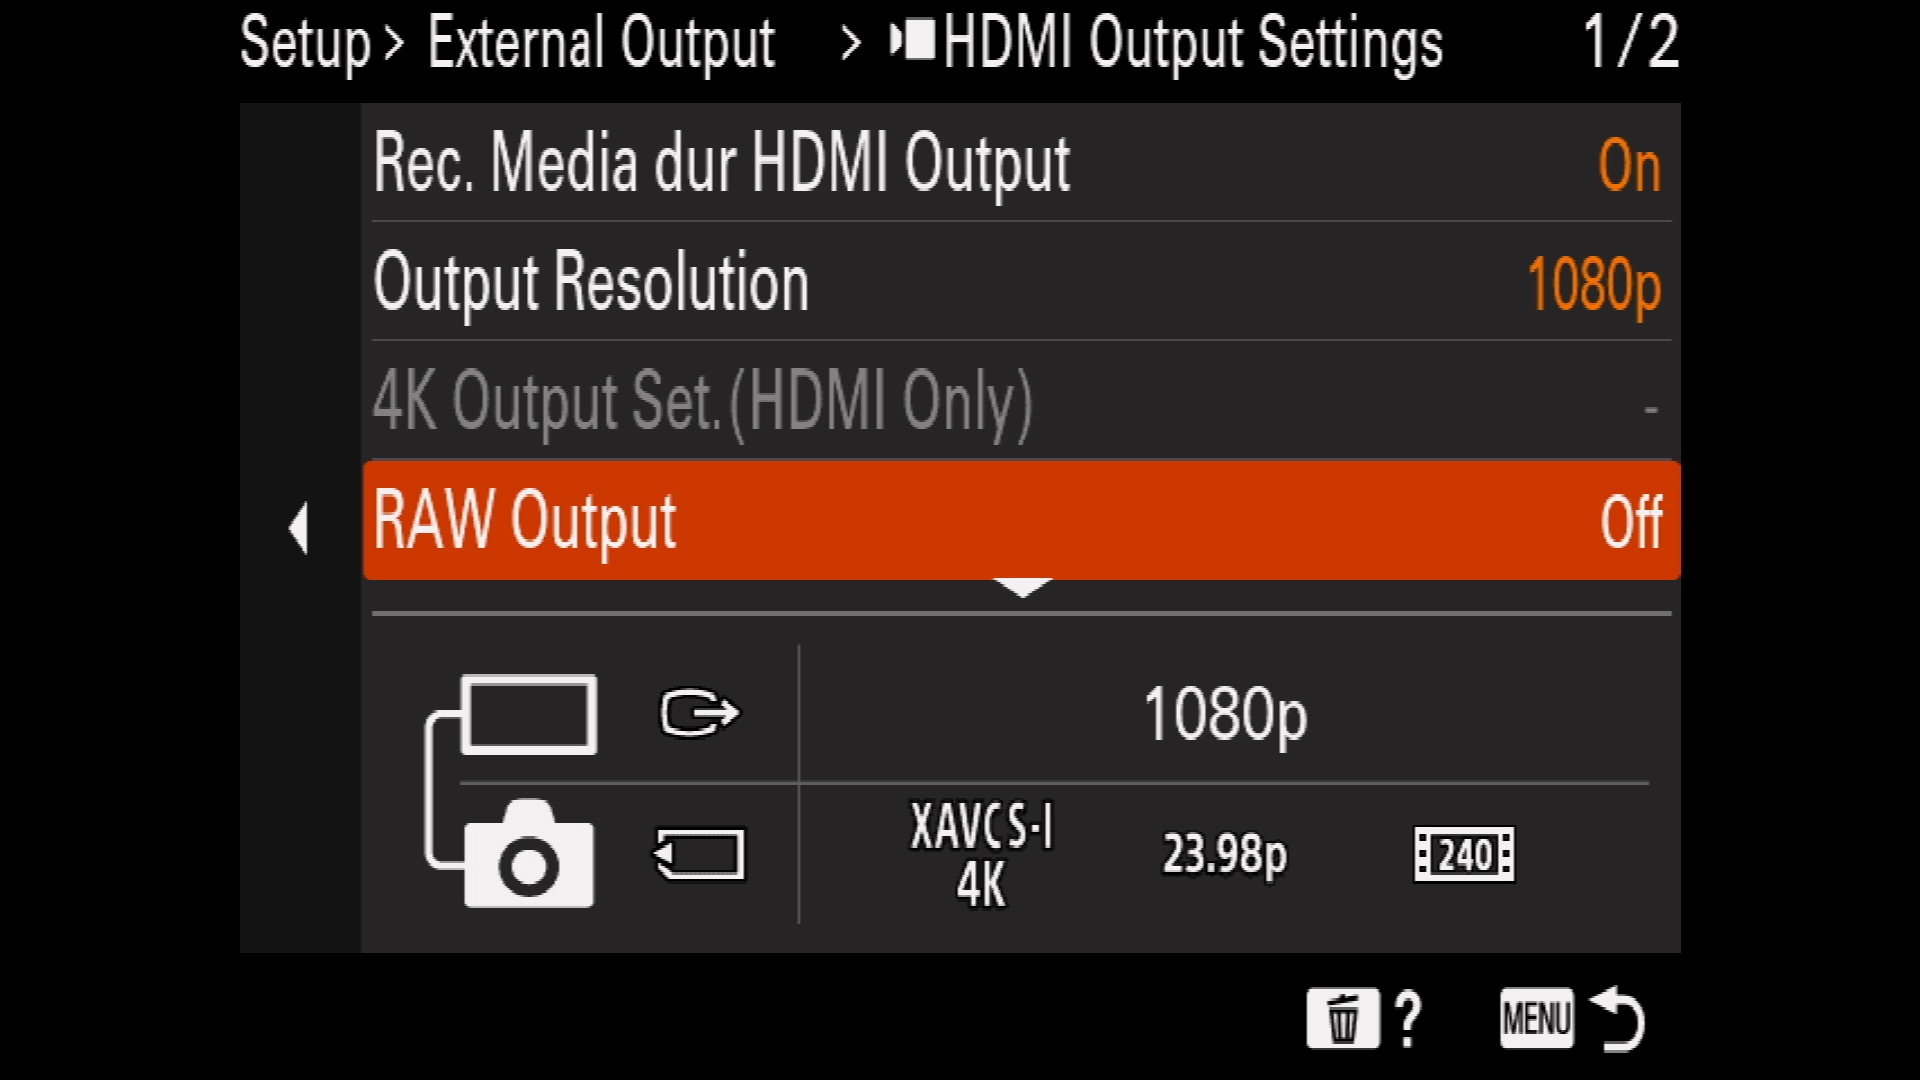 Setup > External Output > HDMI Output Settings 1/2
Rec. Media dur HDMI Output On
Output Resolution 1080p
4K Output Set.(HDMI Only) -
RAW Output Off
1080p
XAVC S-I
4K
23.98p
240
?
MENU